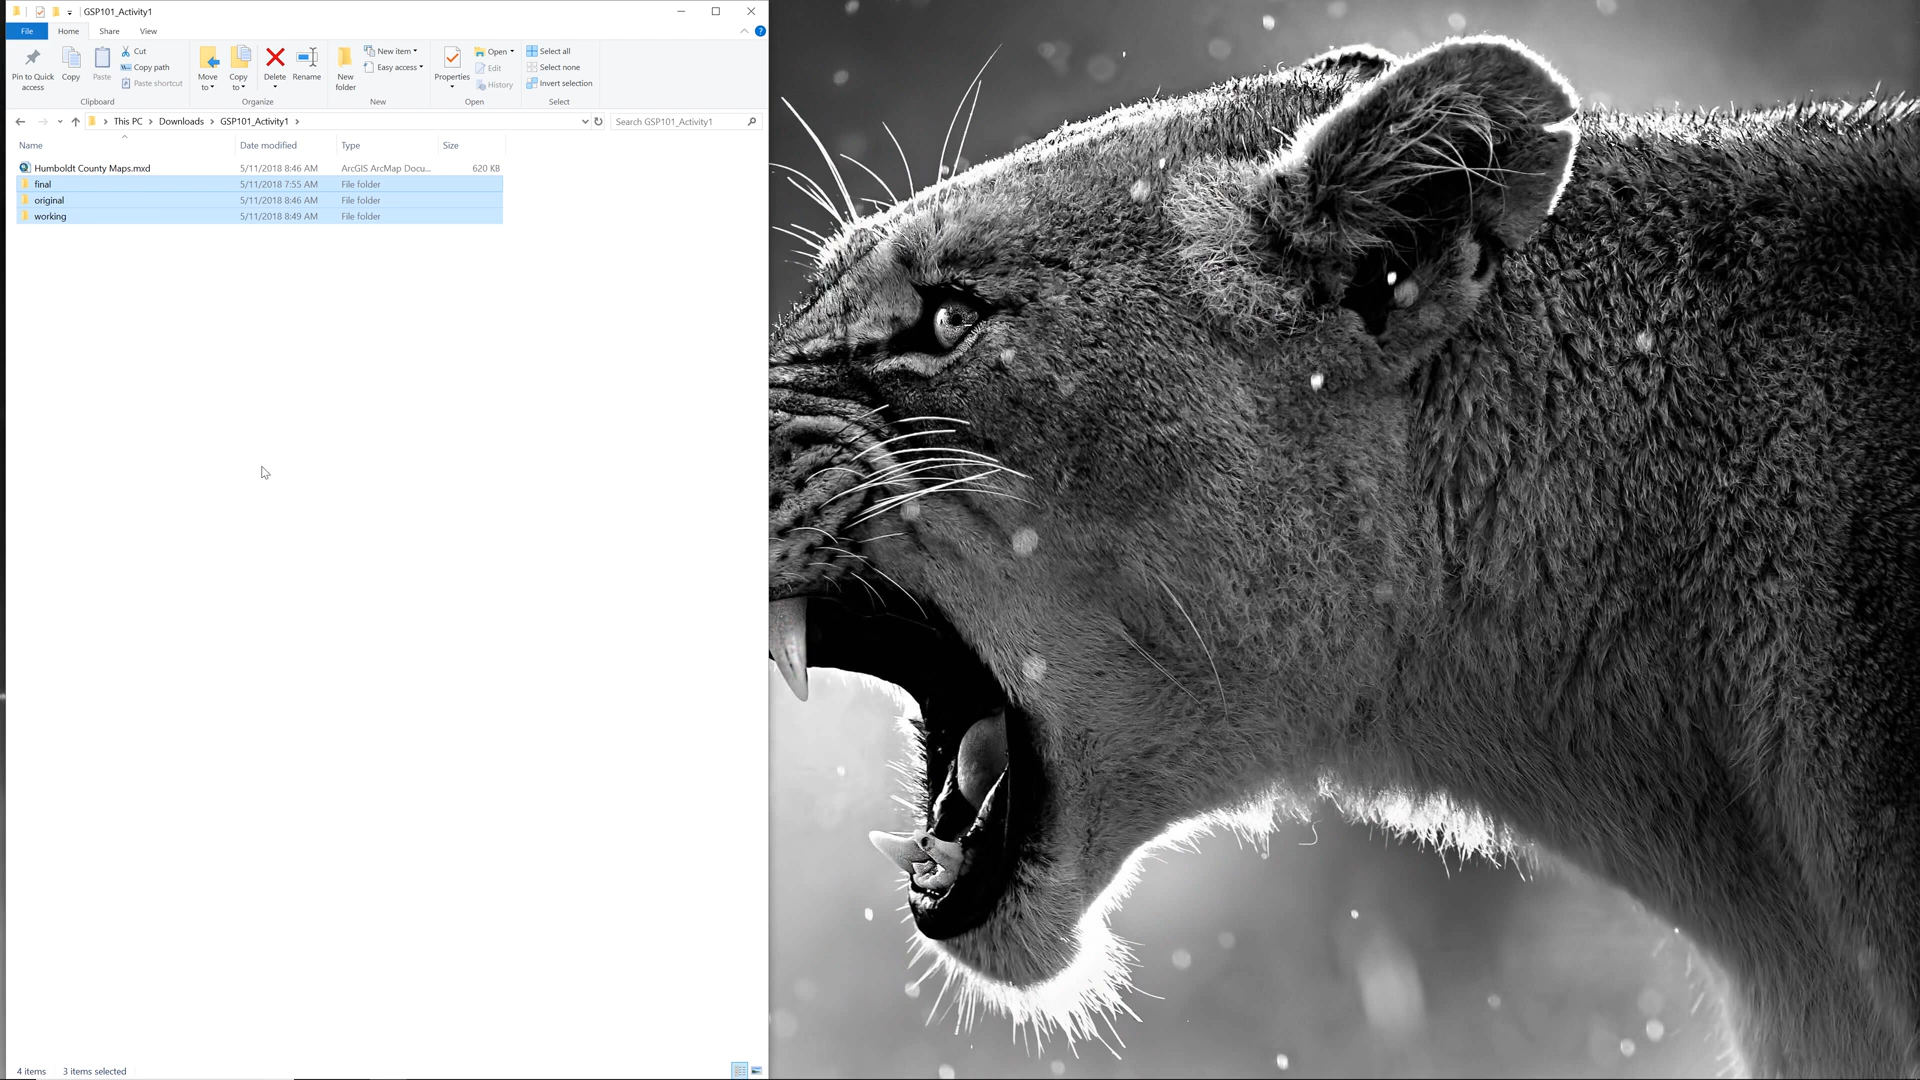 GSP101_Activity1
File Home Share View
Pin to Quick access
Copy
Paste
Cut
Copy path
Paste shortcut
Clipboard
Move to
Copy to
Delete
Rename
Organize
New folder
New item
Easy access
New
Properties
Open
Edit
History
Open
Select all
Select none
Invert selection
Select
This PC Downloads GSP101_Activity1
Search GSP101_Activity1
Name Date modified Type Size
Humboldt County Maps.mxd 5/11/2018 8:46 AM ArcGIS ArcMap Docu... 620 KB
final 5/11/2018 7:55 AM File folder
original 5/11/2018 8:46 AM File folder
working 5/11/2018 8:49 AM File folder
4 items 3 items selected